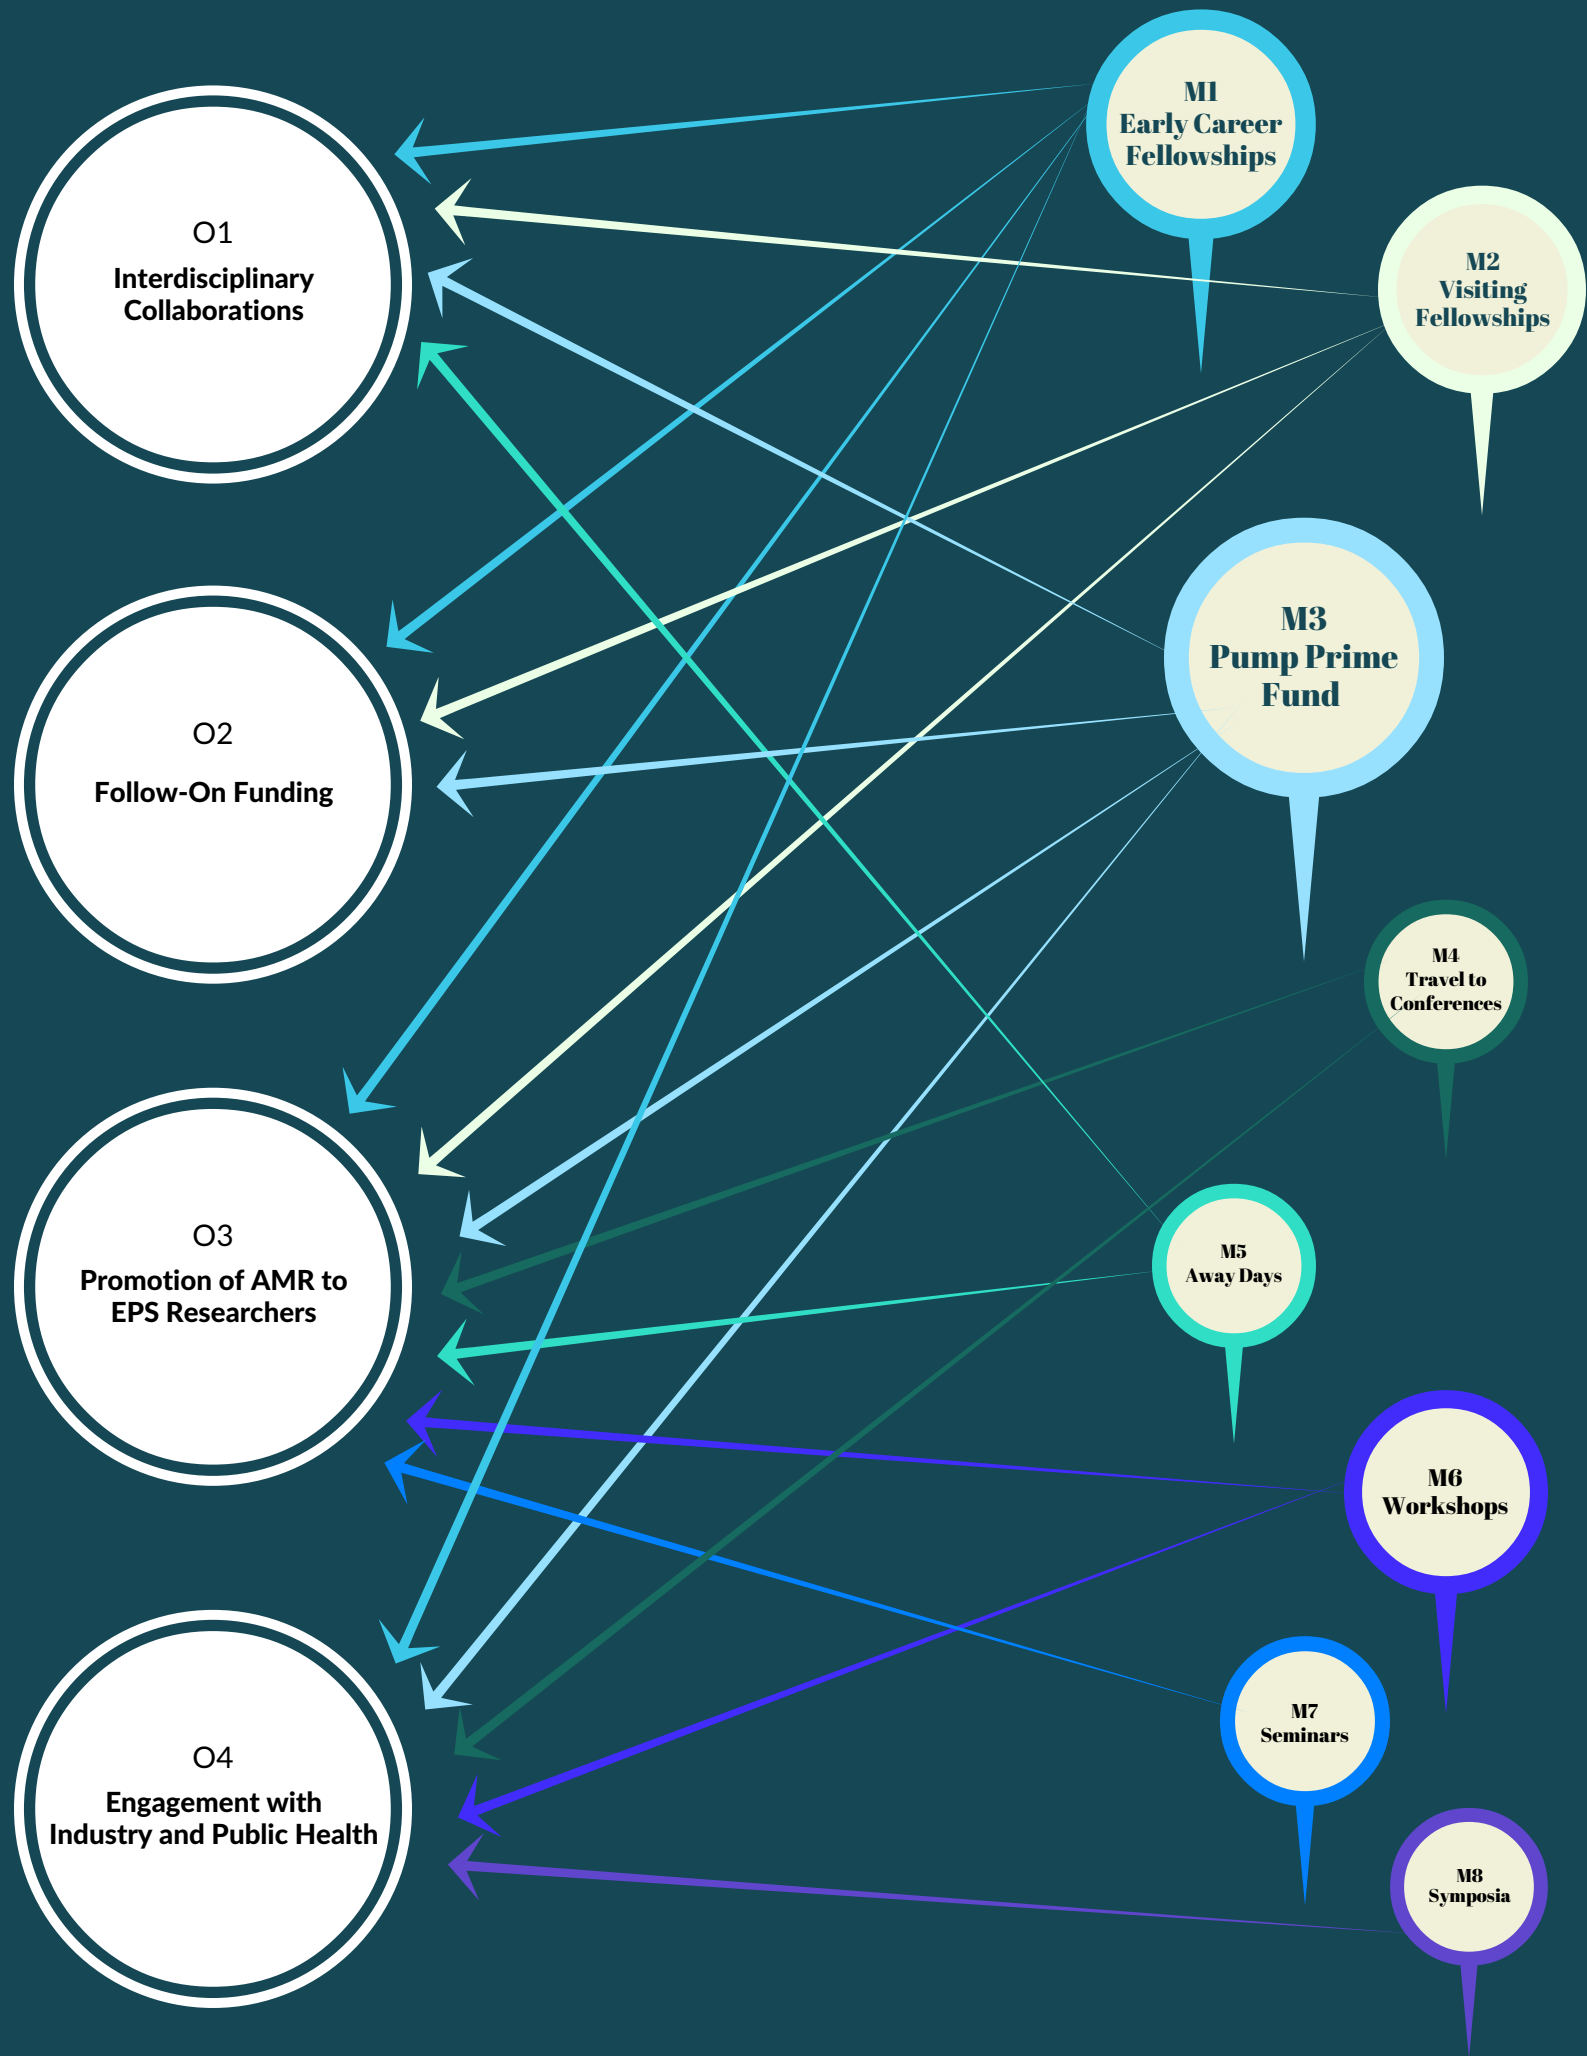 O1
Interdisciplinary
Collaborations
O2
Follow-On Funding
O3
Promotion of AMR to
EPS Researchers
O4
Engagement with
Industry and Public Health
M1
Early Career
Fellowships
M2
Visiting
Fellowships
M3
Pump Prime
Fund
M4
Travel to
Conferences
M5
Away Days
M6
Workshops
M7
Seminars
M8
Symposia